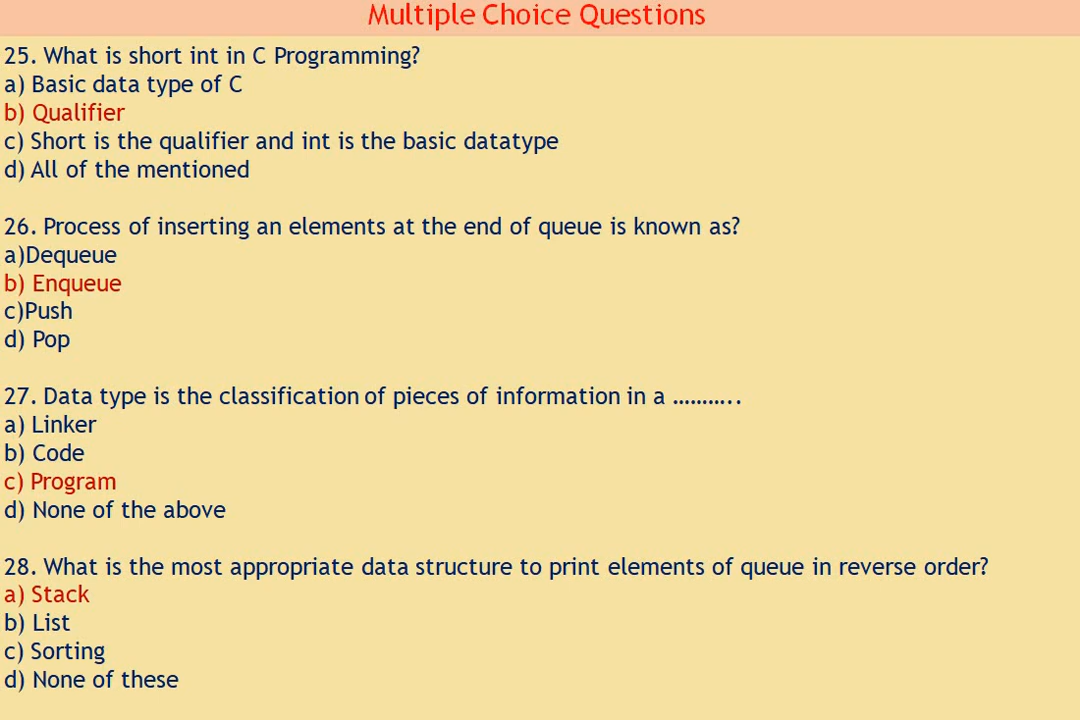 Multiple Choice Questions
25. What is short int in C Programming?
a) Basic data type of C
b) Qualifier
c) Short is the qualifier and int is the basic datatype
d) All of the mentioned
26. Process of inserting an elements at the end of queue is known as?
a)Dequeue
b) Enqueue
c)Push
d) Pop
27. Data type is the classification of pieces of information in a ………..
a) Linker
b) Code
c) Program
d) None of the above
28. What is the most appropriate data structure to print elements of queue in reverse order?
a) Stack
b) List
c) Sorting
d) None of these